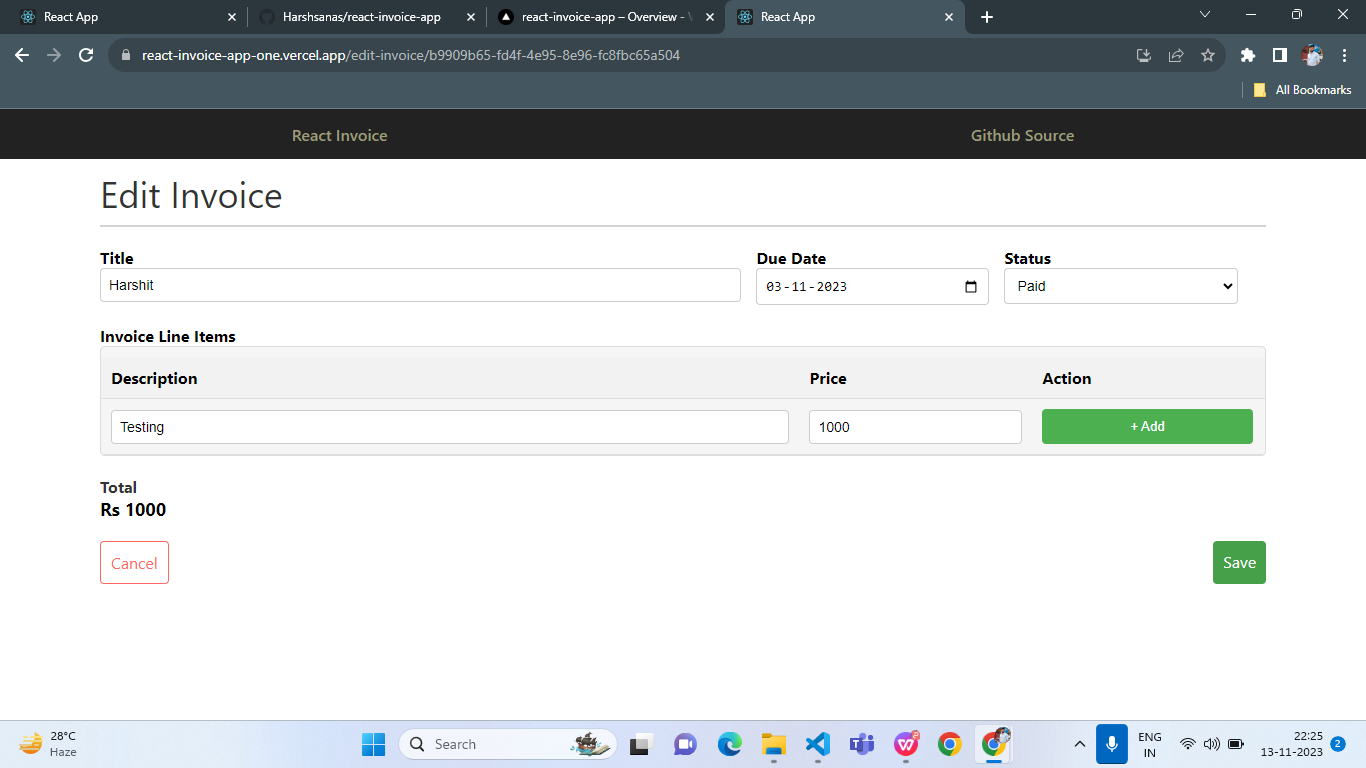 React App
Harshsanas/react-invoice-app
react-invoice-app – Overview -
React App
react-invoice-app-one.vercel.app/edit-invoice/b9909b65-fd4f-4e95-8e96-fc8fbc65a504
All Bookmarks
React Invoice
Github Source
Edit Invoice
Title
Due Date
Status
Harshit
03-11-2023
Paid
Invoice Line Items
Description
Price
Action
Testing
1000
+ Add
Total
Rs 1000
Cancel
Save
28°C
Haze
Search
ENG
IN
22:25
13-11-2023
2